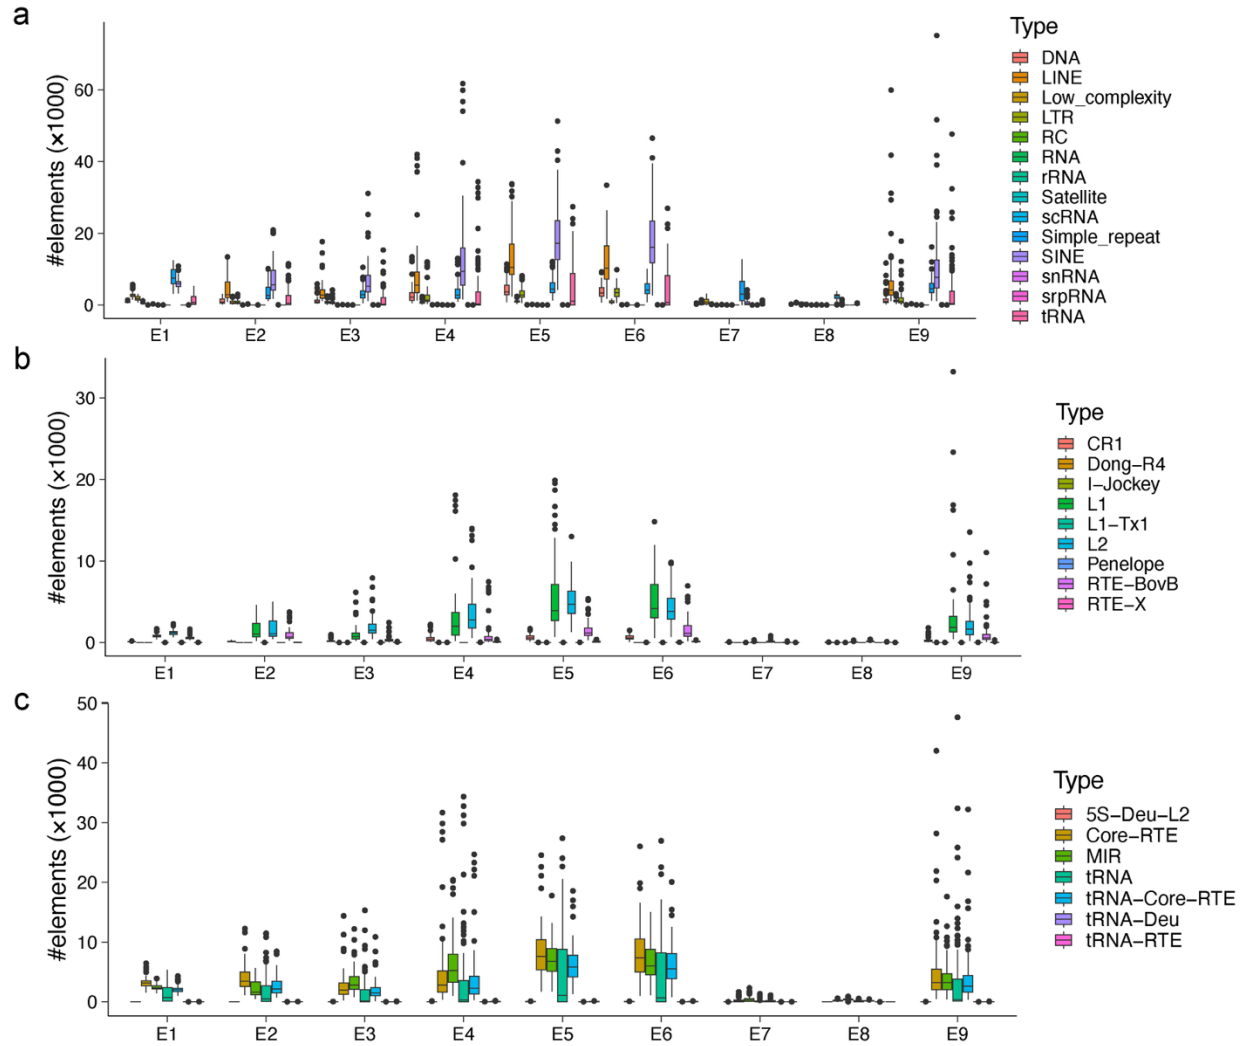 a
#elements (×1000)
60
40
20
0
E1 E2 E3 E4 E5 E6 E7 E8 E9
Type
DNA
LINE
Low_complexity
LTR
RC
RNA
rRNA
Satellite
scRNA
Simple_repeat
SINE
snRNA
srpRNA
tRNA
b
#elements (×1000)
30
20
10
0
E1 E2 E3 E4 E5 E6 E7 E8 E9
Type
CR1
Dong−R4
I−Jockey
L1
L1−Tx1
L2
Penelope
RTE−BovB
RTE−X
c
#elements (×1000)
50
40
30
20
10
0
E1 E2 E3 E4 E5 E6 E7 E8 E9
Type
5S−Deu−L2
Core−RTE
MIR
tRNA
tRNA−Core−RTE
tRNA−Deu
tRNA−RTE